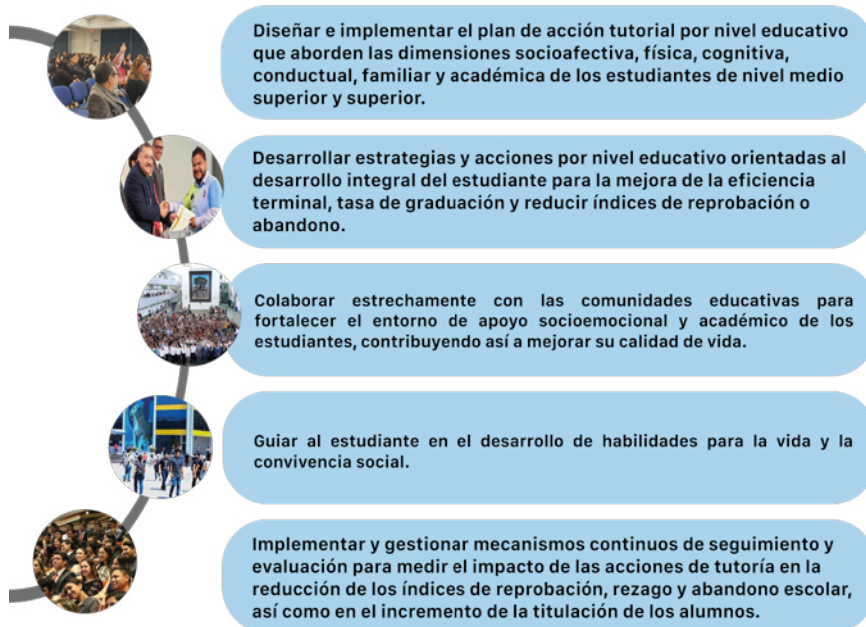 Diseñar e implementar el plan de acción tutorial por nivel educativo
que aborden las dimensiones socioafectiva, física, cognitiva,
conductual, familiar y académica de los estudiantes de nivel medio
superior y superior.
Desarrollar estrategias y acciones por nivel educativo orientadas al
desarrollo integral del estudiante para la mejora de la eficiencia
terminal, tasa de graduación y reducir índices de reprobación o
abandono.
Colaborar estrechamente con las comunidades educativas para
fortalecer el entorno de apoyo socioemocional y académico de los
estudiantes, contribuyendo así a mejorar su calidad de vida.
Guiar al estudiante en el desarrollo de habilidades para la vida y la
convivencia social.
Implementar y gestionar mecanismos continuos de seguimiento y
evaluación para medir el impacto de las acciones de tutoría en la
reducción de los índices de reprobación, rezago y abandono escolar,
así como en el incremento de la titulación de los alumnos.